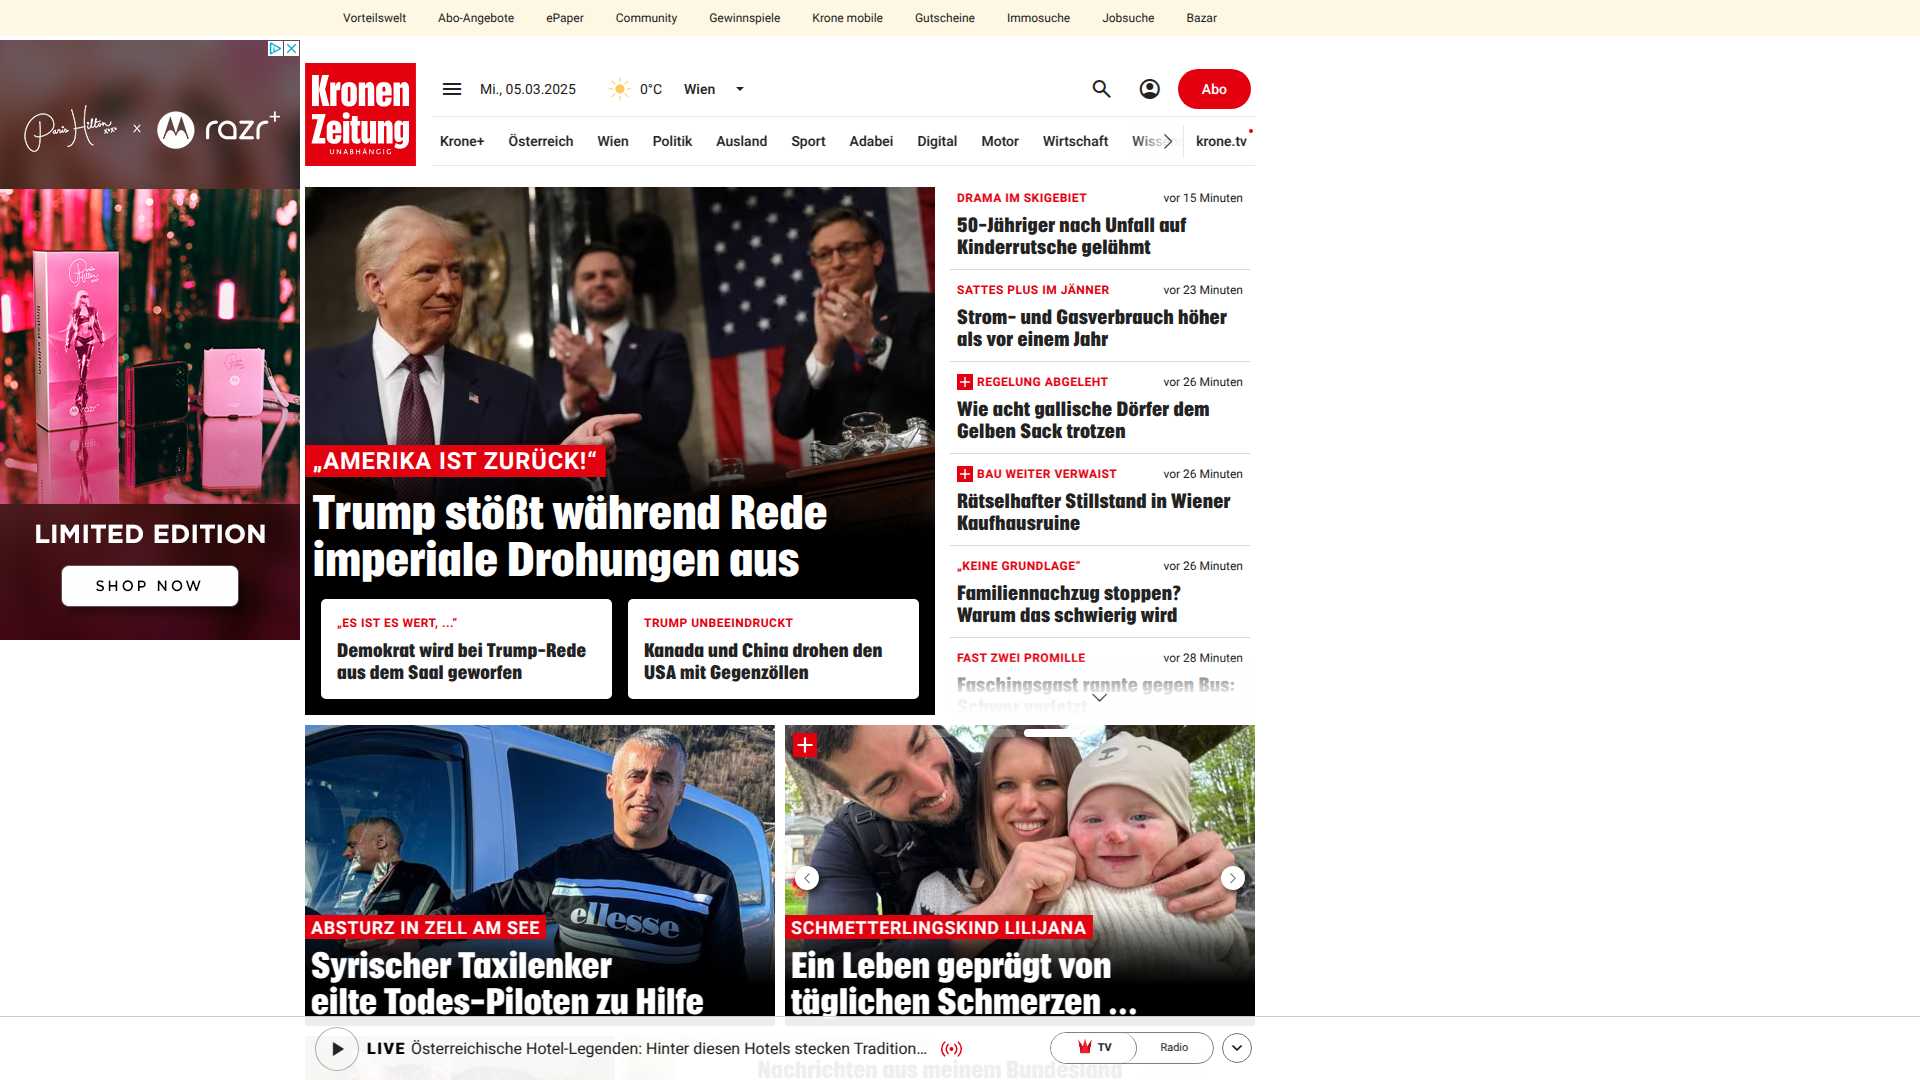 Vorteilswelt
Abo-Angebote
ePaper
Community
Gewinnspiele
Krone mobile
Gutscheine
Immosuche
Jobsuche
Bazar
Paris Hilton
x
razr+
LIMITED EDITION
SHOP NOW
Kronen
Zeitung
UNABHÄNGIG
Mi., 05.03.2025
0°C
Wien
Abo
Krone+
Österreich
Wien
Politik
Ausland
Sport
Adabei
Digital
Motor
Wirtschaft
krone.tv
„AMERIKA IST ZURÜCK!“
Trump stößt während Rede
imperiale Drohungen aus
„ES IST ES WERT, ...“
Demokrat wird bei Trump-Rede
aus dem Saal geworfen
TRUMP UNBEEINDRUCKT
Kanada und China drohen den
USA mit Gegenzöllen
DRAMA IM SKIGEBIET
vor 15 Minuten
50-Jähriger nach Unfall auf
Kinderrutsche gelähmt
SATTES PLUS IM JÄNNER
vor 23 Minuten
Strom- und Gasverbrauch höher
als vor einem Jahr
REGELUNG ABGELEHT
vor 26 Minuten
Wie acht gallische Dörfer dem
Gelben Sack trotzen
BAU WEITER VERWAIST
vor 26 Minuten
Rätselhafter Stillstand in Wiener
Kaufhausruine
„KEINE GRUNDLAGE“
vor 26 Minuten
Familiennachzug stoppen?
Warum das schwierig wird
FAST ZWEI PROMILLE
vor 28 Minuten
Faschingsgast rannte gegen Bus:
Schwer verletzt
ellesse
ABSTURZ IN ZELL AM SEE
Syrischer Taxilenker
eilte Todes-Piloten zu Hilfe
SCHMETTERLINGSKIND LILIJANA
Ein Leben geprägt von
täglichen Schmerzen ...
LIVE Österreichische Hotel-Legenden: Hinter diesen Hotels stecken Tradition...
TV
Radio
Nachrichten aus meinem Bundesland